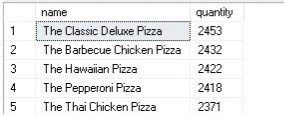 name quantity
1 The Classic Deluxe Pizza 2453
2 The Barbecue Chicken Pizza 2432
3 The Hawaiian Pizza 2422
4 The Pepperoni Pizza 2418
5 The Thai Chicken Pizza 2371